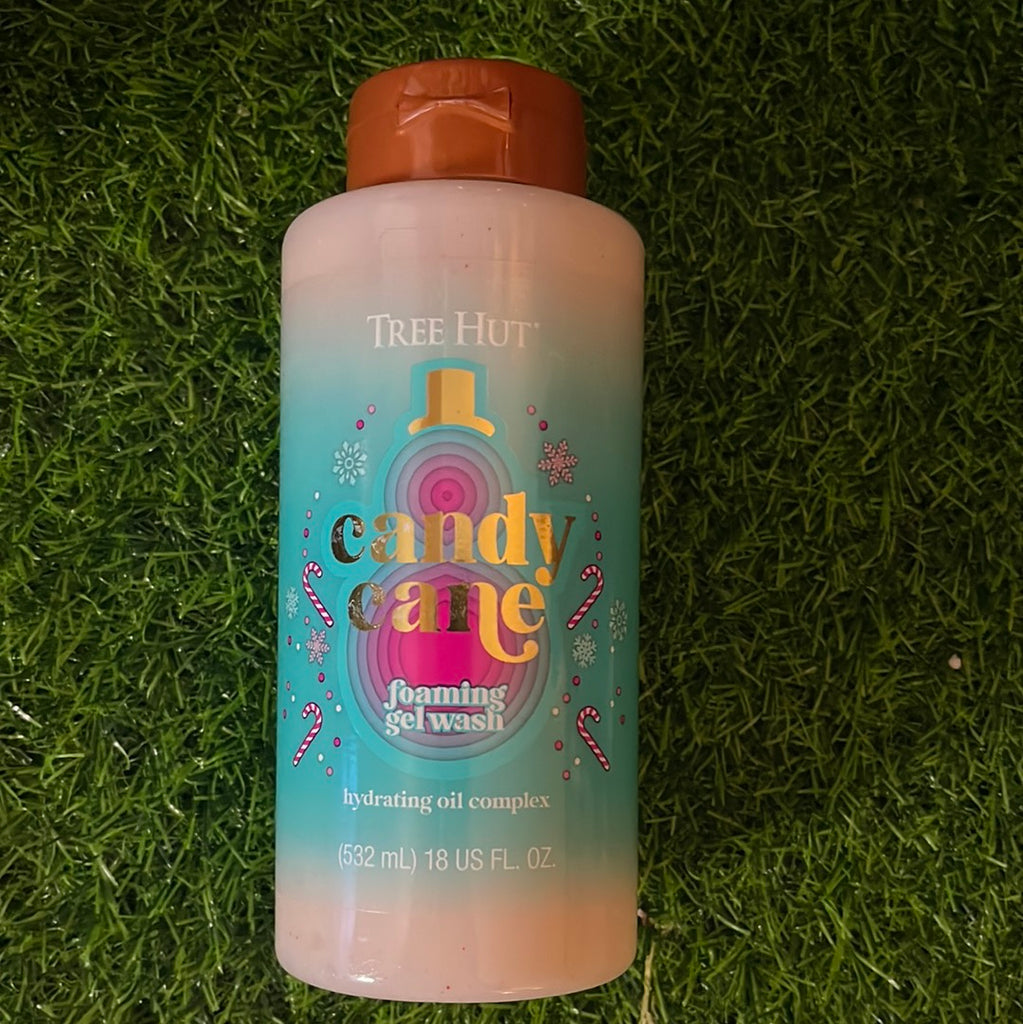 TREE HUT
candy
cane
foaming
gel wash
hydrating oil complex
(532 mL) 18 US FL. OZ.